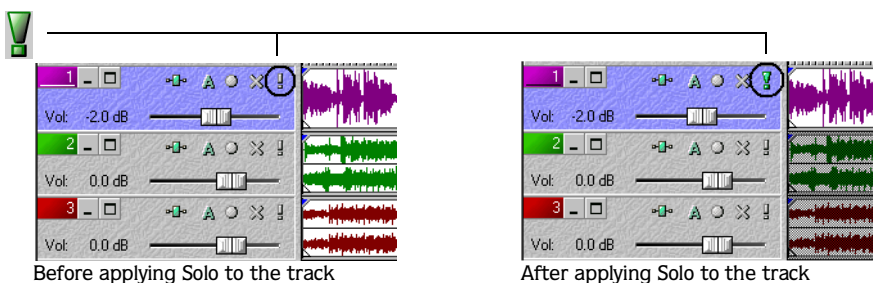 1
Vol: -2.0 dB
2
Vol: 0.0 dB
3
Vol: 0.0 dB
Before applying Solo to the track
1
Vol: -2.0 dB
2
Vol: 0.0 dB
3
Vol: 0.0 dB
After applying Solo to the track